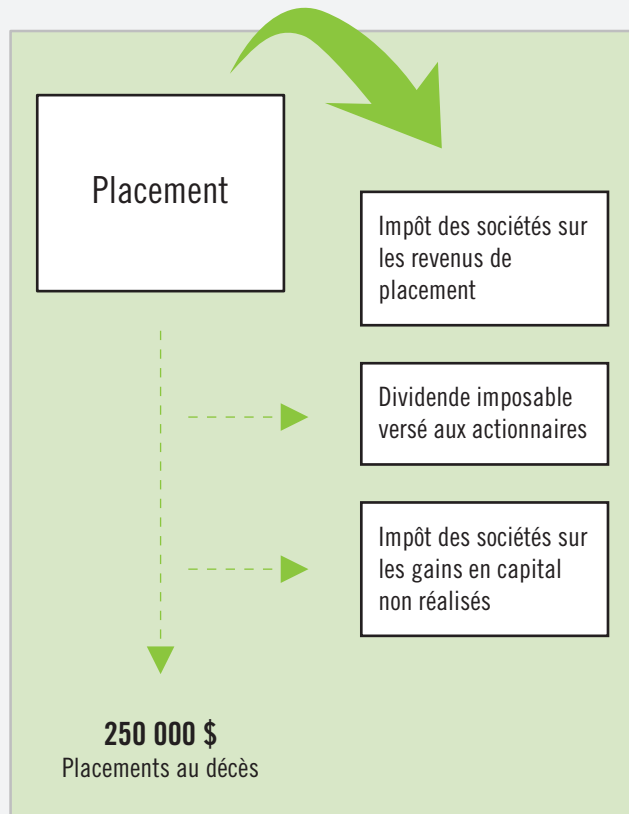 Placement
Impôt des sociétés sur
les revenus de
placement
Dividende imposable
versé aux actionnaires
Impôt des sociétés sur
les gains en capital
non réalisés
250 000 $
Placements au décès